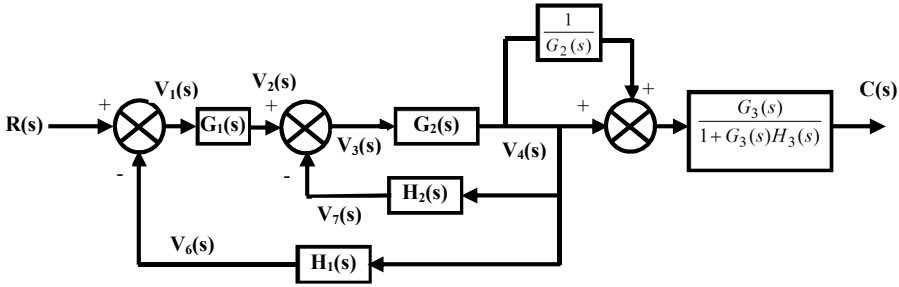 1
G₂(s)
V₁(s)
V₂(s)
C(s)
R(s)
+
G₁(s)
+
G₂(s)
+
+
G₃(s)
1+G₃(s)H₃(s)
V₃(s)
V₄(s)
-
-
H₂(s)
V₇(s)
V₆(s)
H₁(s)